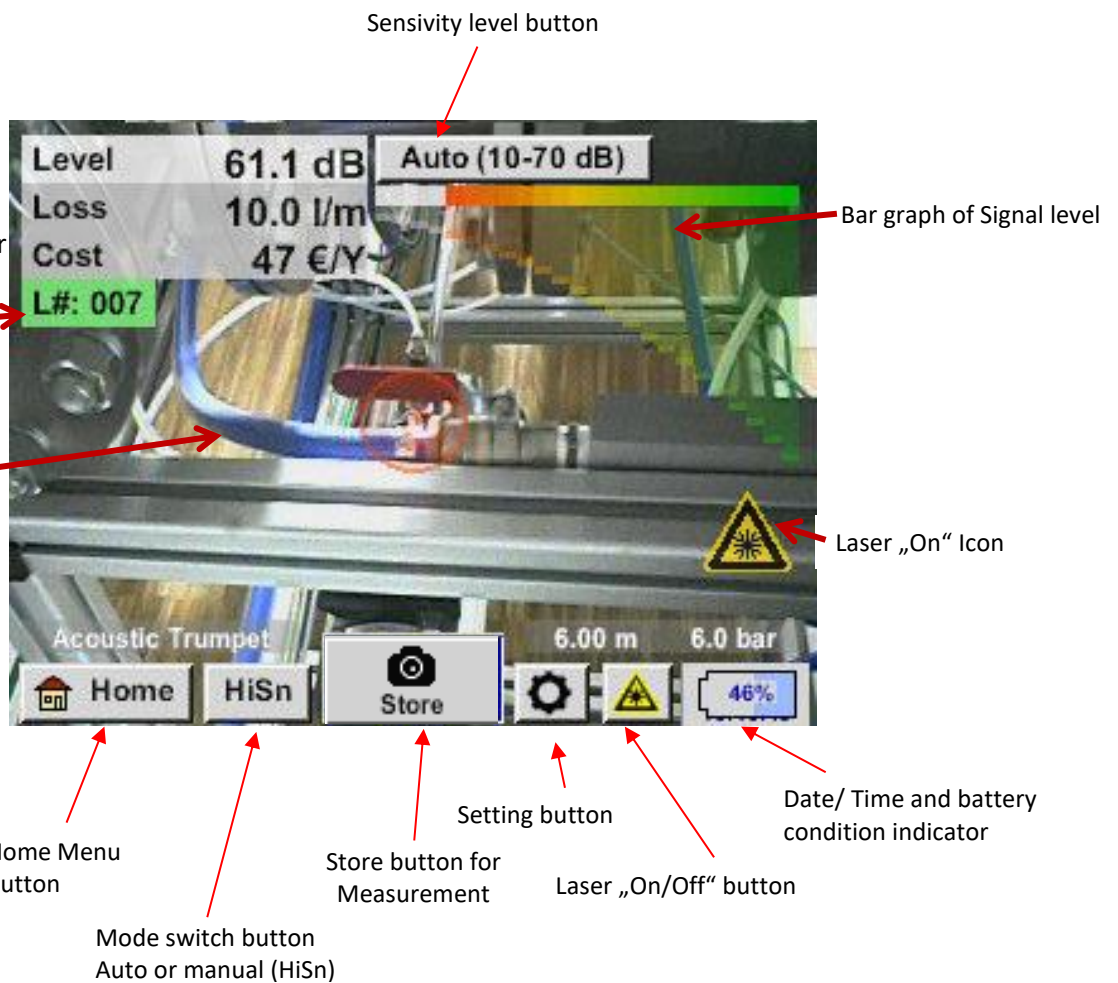 Sensivity level button
Level 61.1 dB
Auto (10-70 dB)
Loss 10.0 l/m
Bar graph of Signal level
r
Cost 47 €/Y
L#: 007
Laser „On“ Icon
Acoustic Trumpet 6.00 m 6.0 bar
Home HiSn Store 46%
Setting button
Date/ Time and battery
condition indicator
ome Menu
utton
Store button for
Measurement
Laser „On/Off“ button
Mode switch button
Auto or manual (HiSn)